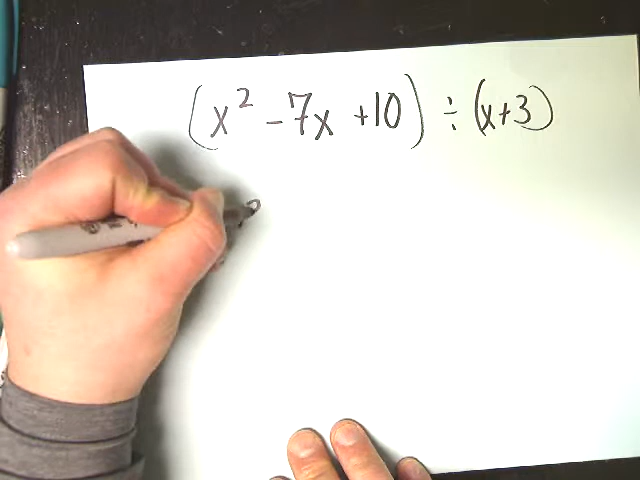 (x² - 7x + 10) ÷ (x+3)